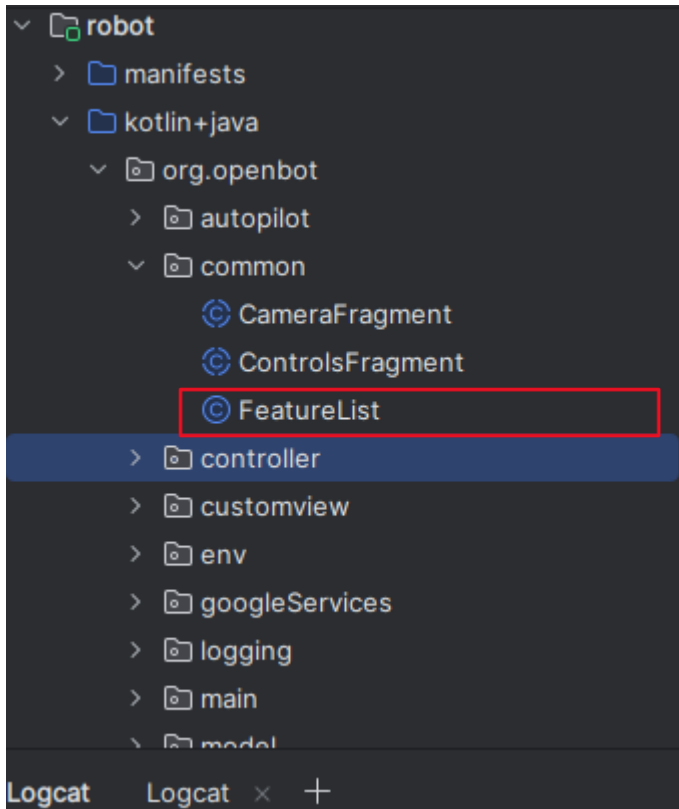 robot
manifests
kotlin+java
org.openbot
autopilot
common
CameraFragment
ControlsFragment
FeatureList
controller
customview
env
googleServices
logging
main
model
Logcat Logcat × +